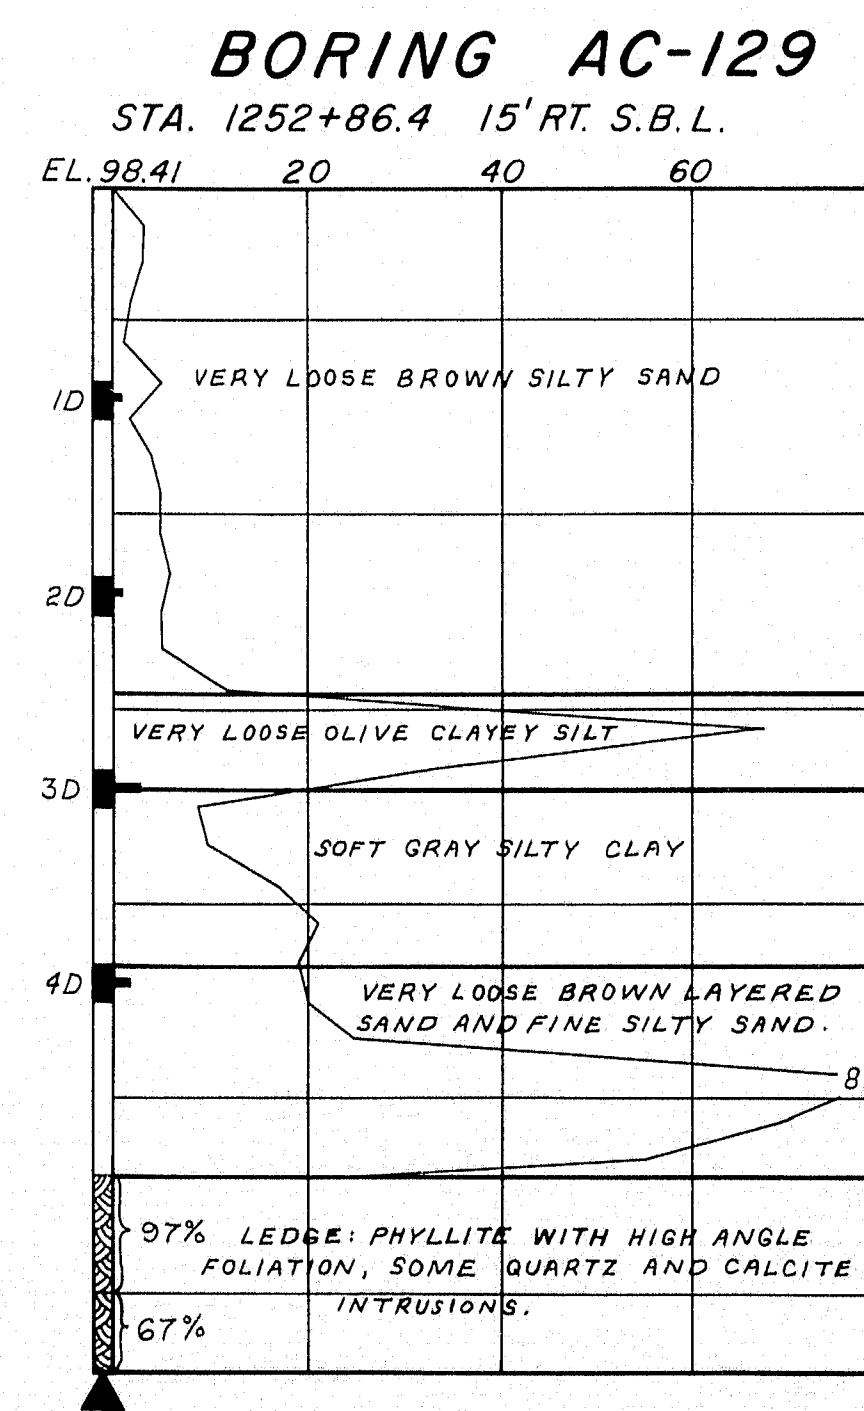 BORING AC-129
STA. 1252+86.4 15' RT. S.B.L.
EL. 98.41 20 40 60
VERY LOOSE BROWN SILTY SAND
1D
2D
VERY LOOSE OLIVE CLAYEY SILT
3D
SOFT GRAY SILTY CLAY
4D
VERY LOOSE BROWN LAYERED
SAND AND FINE SILTY SAND.
8
97% LEDGE: PHYLLITE WITH HIGH ANGLE
FOLIATION, SOME QUARTZ AND CALCITE
INTRUSIONS.
67%